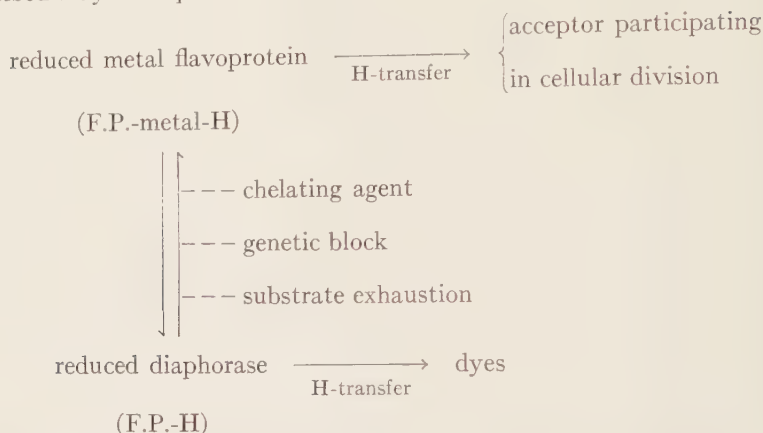 reduced metal flavoprotein
H-transfer
acceptor participating
in cellular division
(F.P.-metal-H)
--- chelating agent
--- genetic block
--- substrate exhaustion
reduced diaphorase
H-transfer
dyes
(F.P.-H)